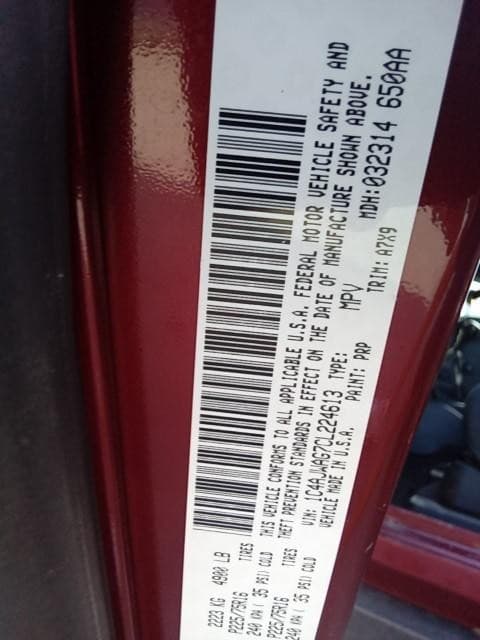 2223 KG 4900 LB
P225/75R16 TIRES
240 KPA ( 35 PSI) COLD
P225/75R16 TIRES
240 KPA ( 35 PSI) COLD
THIS VEHICLE CONFORMS TO ALL APPLICABLE U.S.A. FEDERAL MOTOR VEHICLE SAFETY AND
THEFT PREVENTION STANDARDS IN EFFECT ON THE DATE OF MANUFACTURE SHOWN ABOVE.
VIN: 1C4AJWAG7CL224613 TYPE: MPV MDH:032314 650AA
VEHICLE MADE IN U.S.A. PAINT: PRP TRIM: A7X9